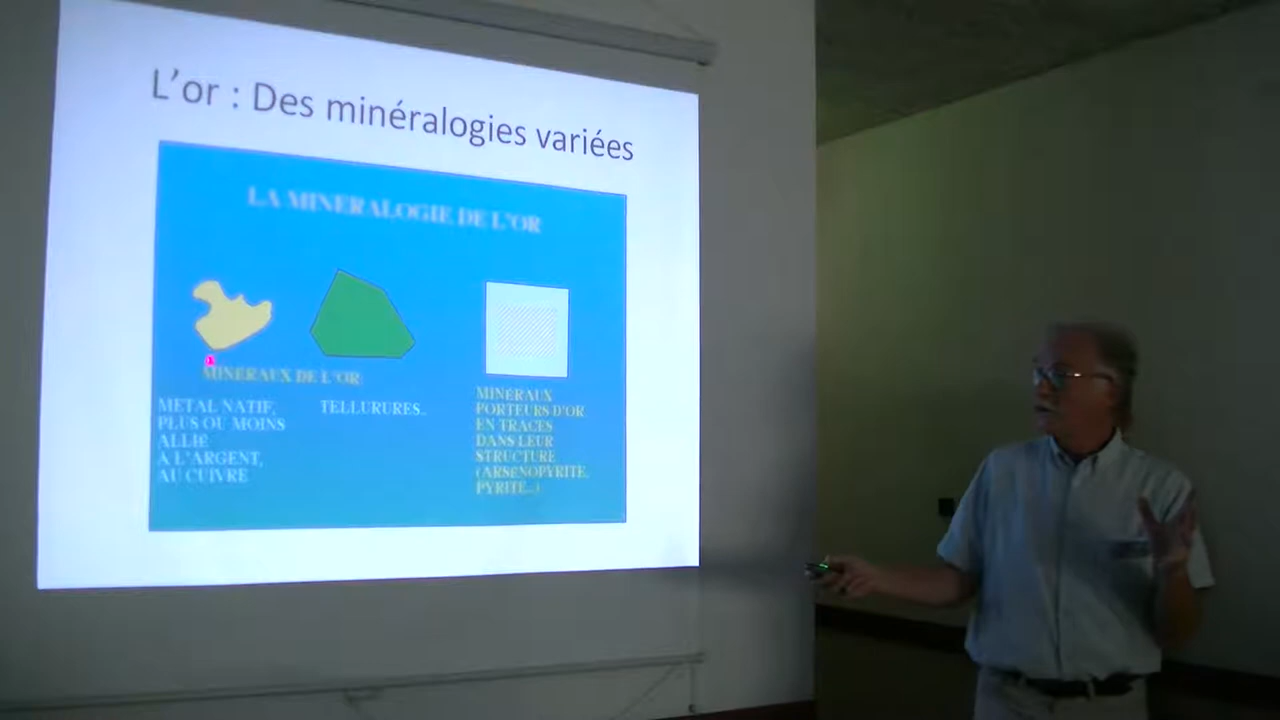 L'or : Des minéralogies variées
LA MINERALOGIE DE L'OR
MINERAUX DE L'OR
METAL NATIF,
PLUS OU MOINS
ALLIE
A L'ARGENT,
AU CUIVRE
TELLURURES..
MINÉRAUX
PORTEURS D'OR
EN TRACES
DANS LEUR
STRUCTURE
(ARSENOPYRITE,
PYRITE...)